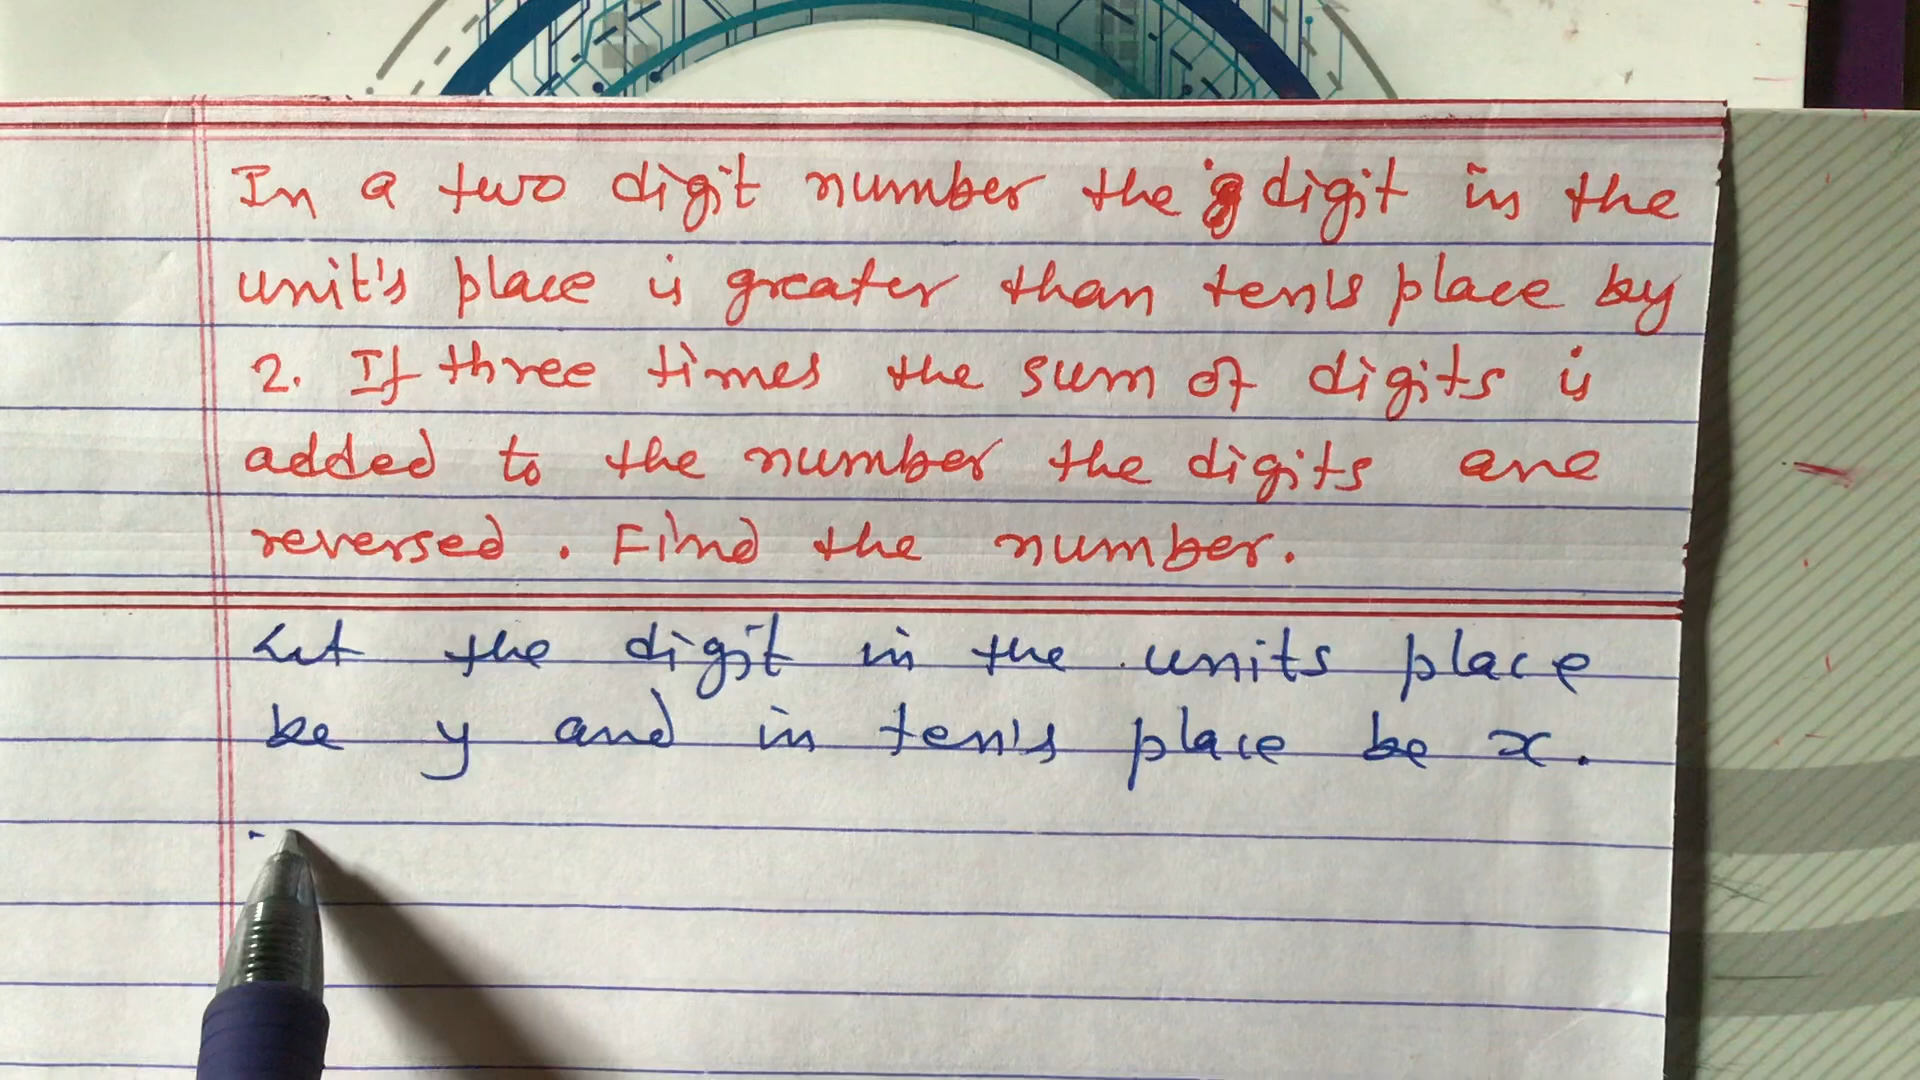 In a two digit number the digit in the
unit's place is greater than ten's place by
2. If three times the sum of digits is
added to the number the digits are
reversed. Find the number.
Let the digit in the units place
be y and in ten's place be x.